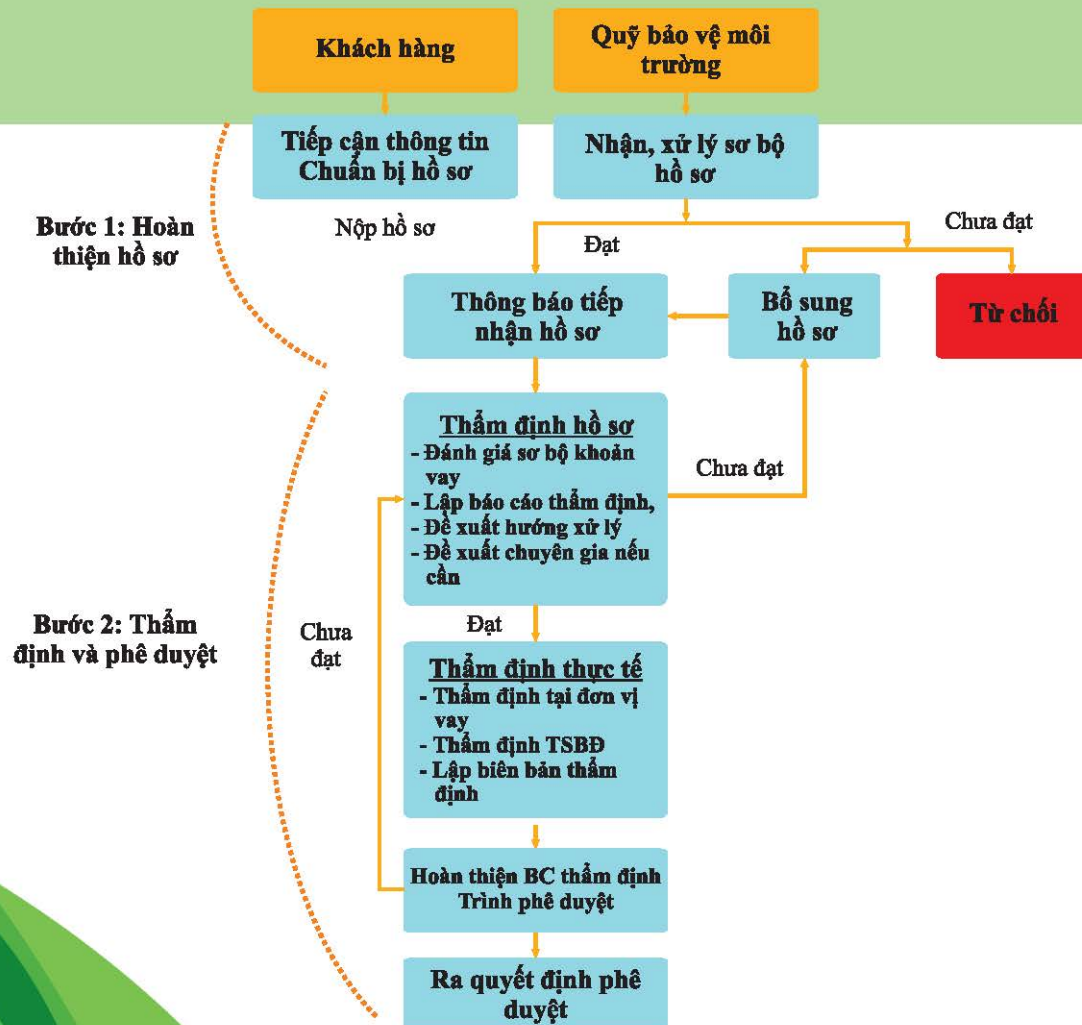 Khách hàng
Quỹ bảo vệ môi
trường
Tiếp cận thông tin
Chuẩn bị hồ sơ
Nhận, xử lý sơ bộ
hồ sơ
Bước 1: Hoàn
thiện hồ sơ
Nộp hồ sơ
Đạt
Chưa đạt
Thông báo tiếp
nhận hồ sơ
Bổ sung
hồ sơ
Từ chối
Thẩm định hồ sơ
- Đánh giá sơ bộ khoản
vay
- Lập báo cáo thẩm định,
- Đề xuất hướng xử lý
- Đề xuất chuyên gia nếu
cần
Chưa đạt
Bước 2: Thẩm
định và phê duyệt
Chưa
đạt
Đạt
Thẩm định thực tế
- Thẩm định tại đơn vị
vay
- Thẩm định TSBĐ
- Lập biên bản thẩm
định
Hoàn thiện BC thẩm định
Trình phê duyệt
Ra quyết định phê
duyệt